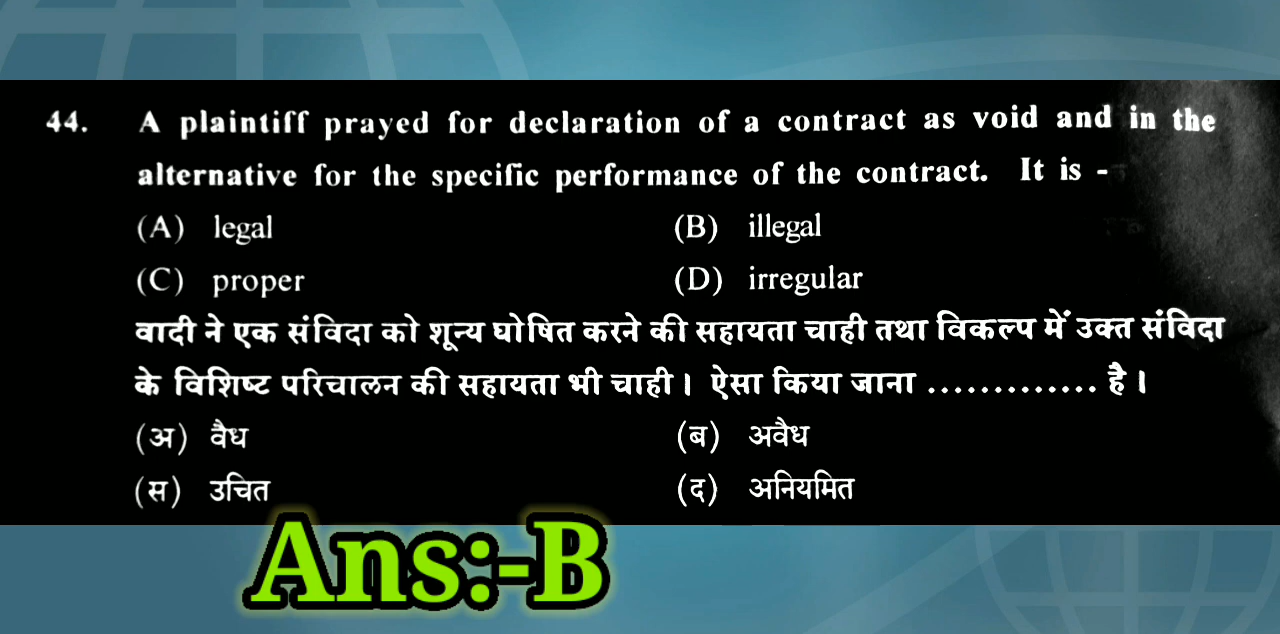 44. A plaintiff prayed for declaration of a contract as void and in the
alternative for the specific performance of the contract. It is -
(A) legal (B) illegal
(C) proper (D) irregular
वादी ने एक संविदा को शून्य घोषित करने की सहायता चाही तथा विकल्प में उक्त संविदा
के विशिष्ट परिचालन की सहायता भी चाही। ऐसा किया जाना .............. है।
(अ) वैध (ब) अवैध
(स) उचित (द) अनियमित
Ans:-B